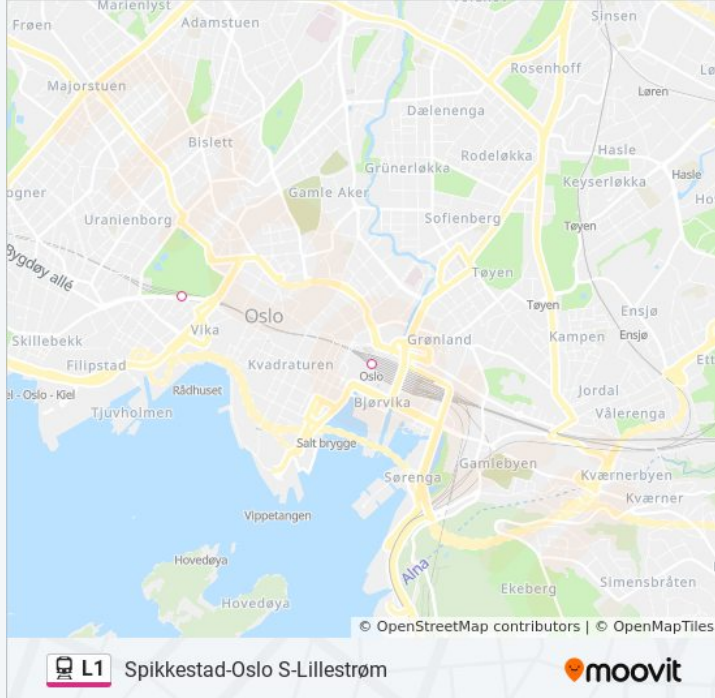 Marienlyst
Frøen
Adamstuen
Sinsen
Rosenhoff
Majorstuen
Løren
Dælenenga
Bislett
Hasle
Rodeløkka
Grünerløkka
Hasle
Keyserløkka
Gamle Aker
ogner
Uranienborg
Sofienberg
Tøyen
Bygdøy allé
Tøyen
Tøyen
Oslo
Ensjø
Vika
Skillebekk
Grønland
Kampen
Ensjø
Filipstad
Kvadraturen
Ett
Oslo
el - Oslo - Kiel
Rådhuset
Jordal
Bjørvika
Tjuvholmen
Vålerenga
Salt brygge
Gamlebyen
Sørenga
Kværnerbyen
Kværner
Vippetangen
Hovedøya
Alna
Simensbråten
Ekeberg
Hovedøya
© OpenStreetMap contributors | © OpenMapTiles
L1 Spikkestad-Oslo S-Lillestrøm
moovit